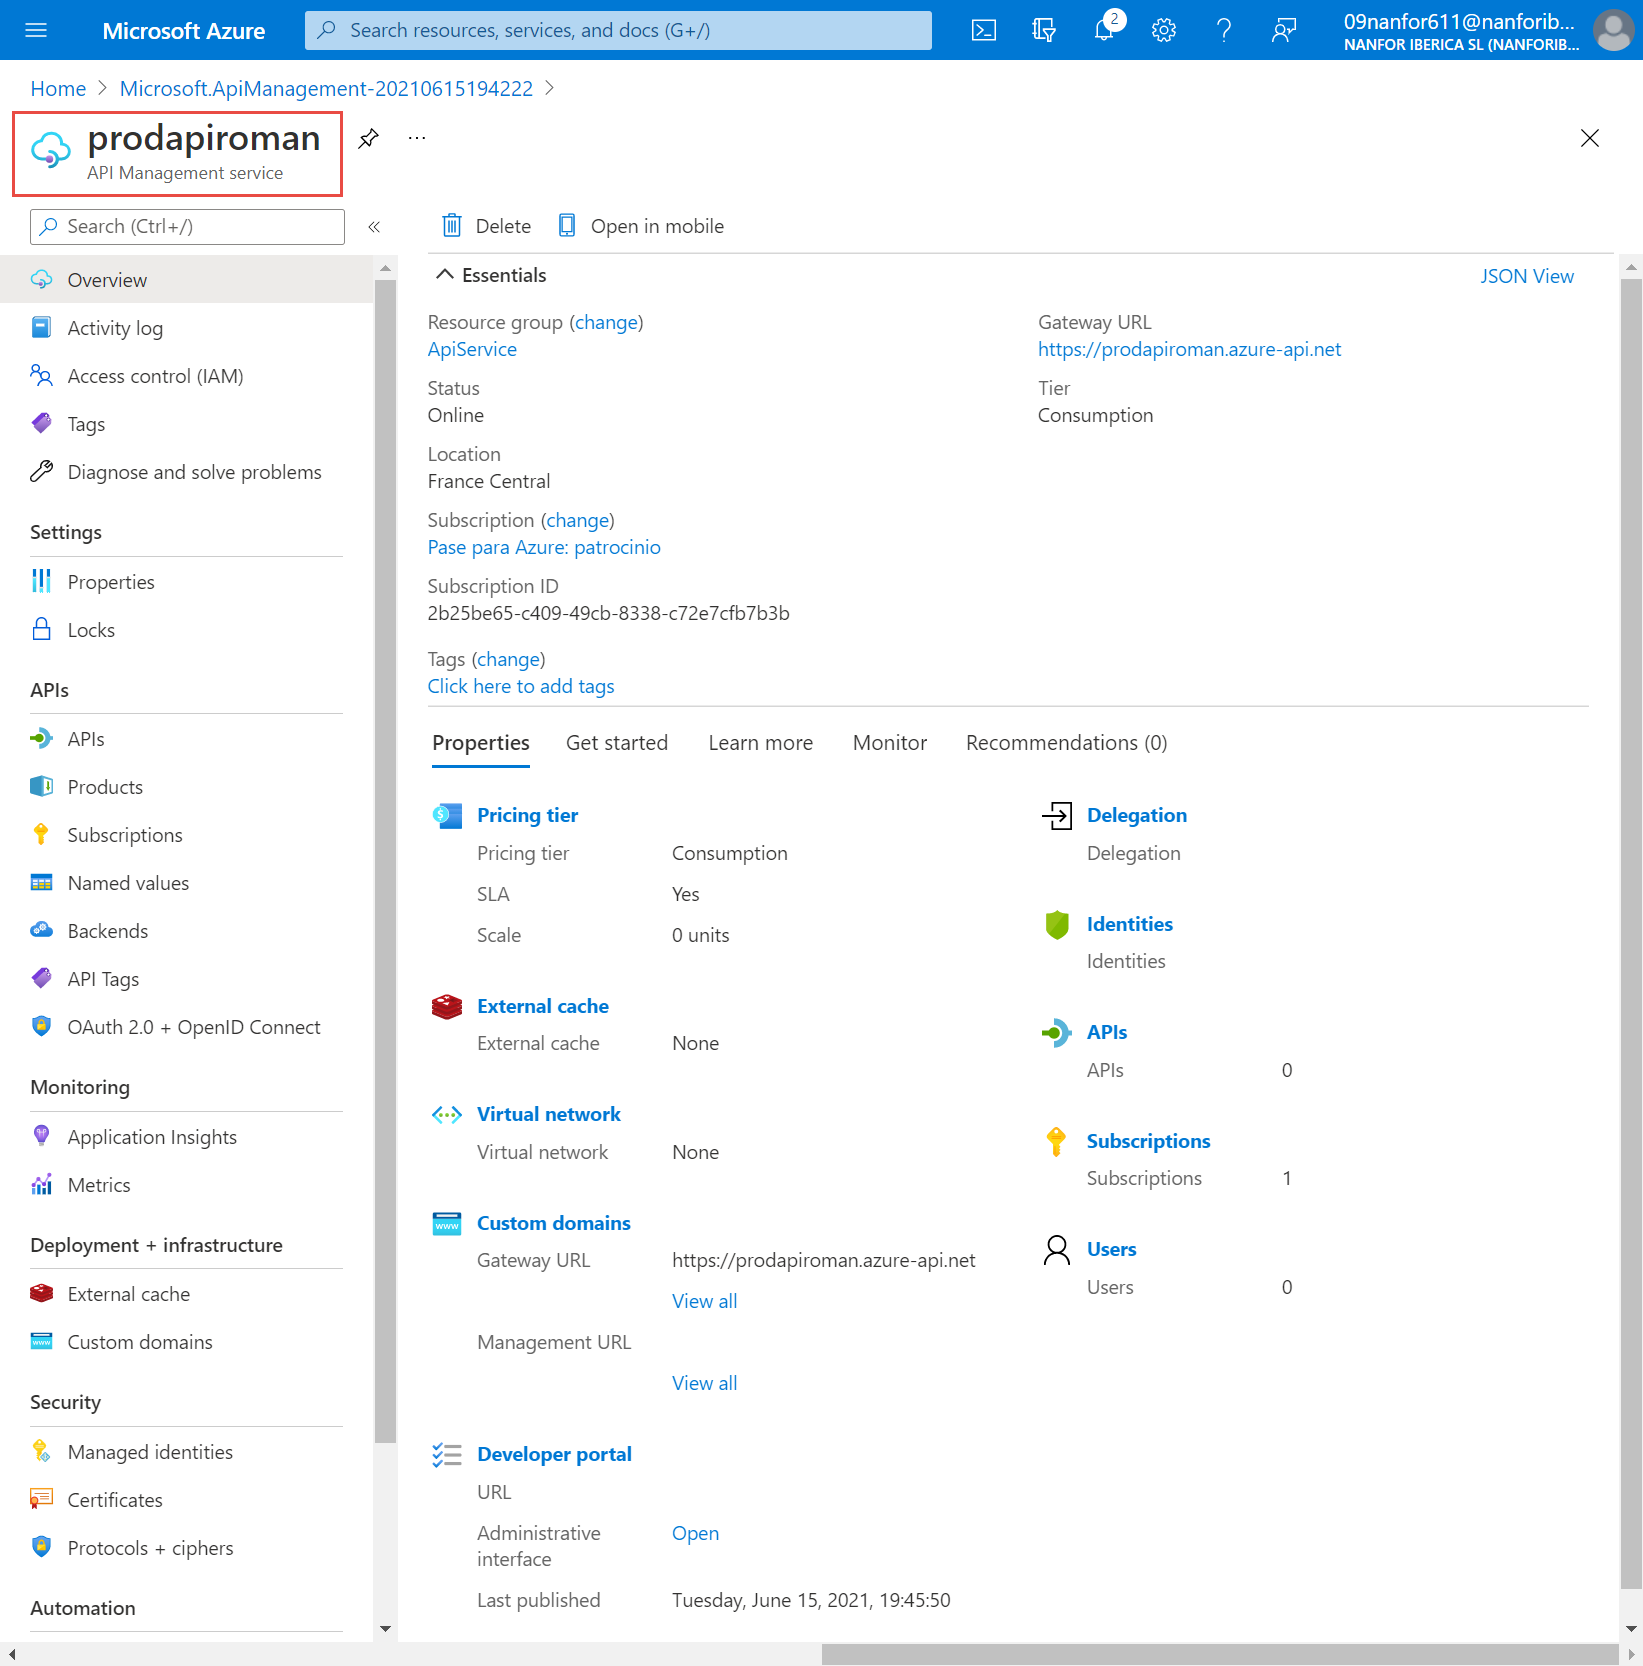 Microsoft Azure
Search resources, services, and docs (G+/)
2
09nanfor611@nanforib...
NANFOR IBERICA SL (NANFORIB...
Home > Microsoft.ApiManagement-20210615194222 >
prodapiroman
API Management service
...
Search (Ctrl+/)
«
Overview
Activity log
Access control (IAM)
Tags
Diagnose and solve problems
Settings
Properties
Locks
APIs
APIs
Products
Subscriptions
Named values
Backends
API Tags
OAuth 2.0 + OpenID Connect
Monitoring
Application Insights
Metrics
Deployment + infrastructure
External cache
Custom domains
Security
Managed identities
Certificates
Protocols + ciphers
Automation
Delete
Open in mobile
Essentials
JSON View
Resource group (change)
ApiService
Status
Online
Location
France Central
Subscription (change)
Pase para Azure: patrocinio
Subscription ID
2b25be65-c409-49cb-8338-c72e7cfb7b3b
Tags (change)
Click here to add tags
Gateway URL
https://prodapiroman.azure-api.net
Tier
Consumption
Properties Get started Learn more Monitor Recommendations (0)
Pricing tier
Pricing tier Consumption
SLA Yes
Scale 0 units
External cache
External cache None
Virtual network
Virtual network None
Custom domains
Gateway URL https://prodapiroman.azure-api.net
View all
Management URL
View all
Developer portal
URL
Administrative interface Open
Last published Tuesday, June 15, 2021, 19:45:50
Delegation
Delegation
Identities
Identities
APIs
APIs 0
Subscriptions
Subscriptions 1
Users
Users 0